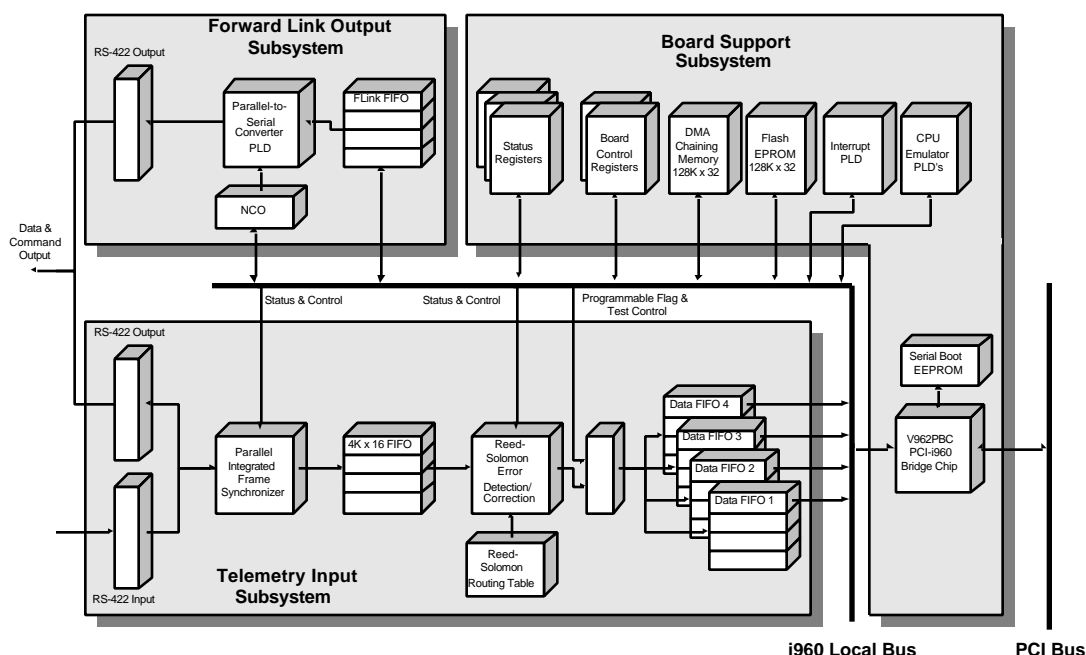 Forward Link Output
Subsystem
RS-422 Output
Parallel-to-
Serial
Converter
PLD
FLink FIFO
NCO
Data &
Command
Output
Board Support
Subsystem
Status
Registers
Board
Control
Registers
DMA
Chaining
Memory
128K x 32
Flash
EPROM
128K x 32
Interrupt
PLD
CPU
Emulator
PLD's
Status & Control
Status & Control
Programmable Flag &
Test Control
RS-422 Output
Parallel
Integrated
Frame
Synchronizer
4K x 16 FIFO
Reed-
Solomon
Error
Detection/
Correction
Reed-
Solomon
Routing Table
Data FIFO 4
Data FIFO 3
Data FIFO 2
Data FIFO 1
Serial Boot
EEPROM
V962PBC
PCI-i960
Bridge Chip
RS-422 Input
Telemetry Input
Subsystem
i960 Local Bus
PCI Bus